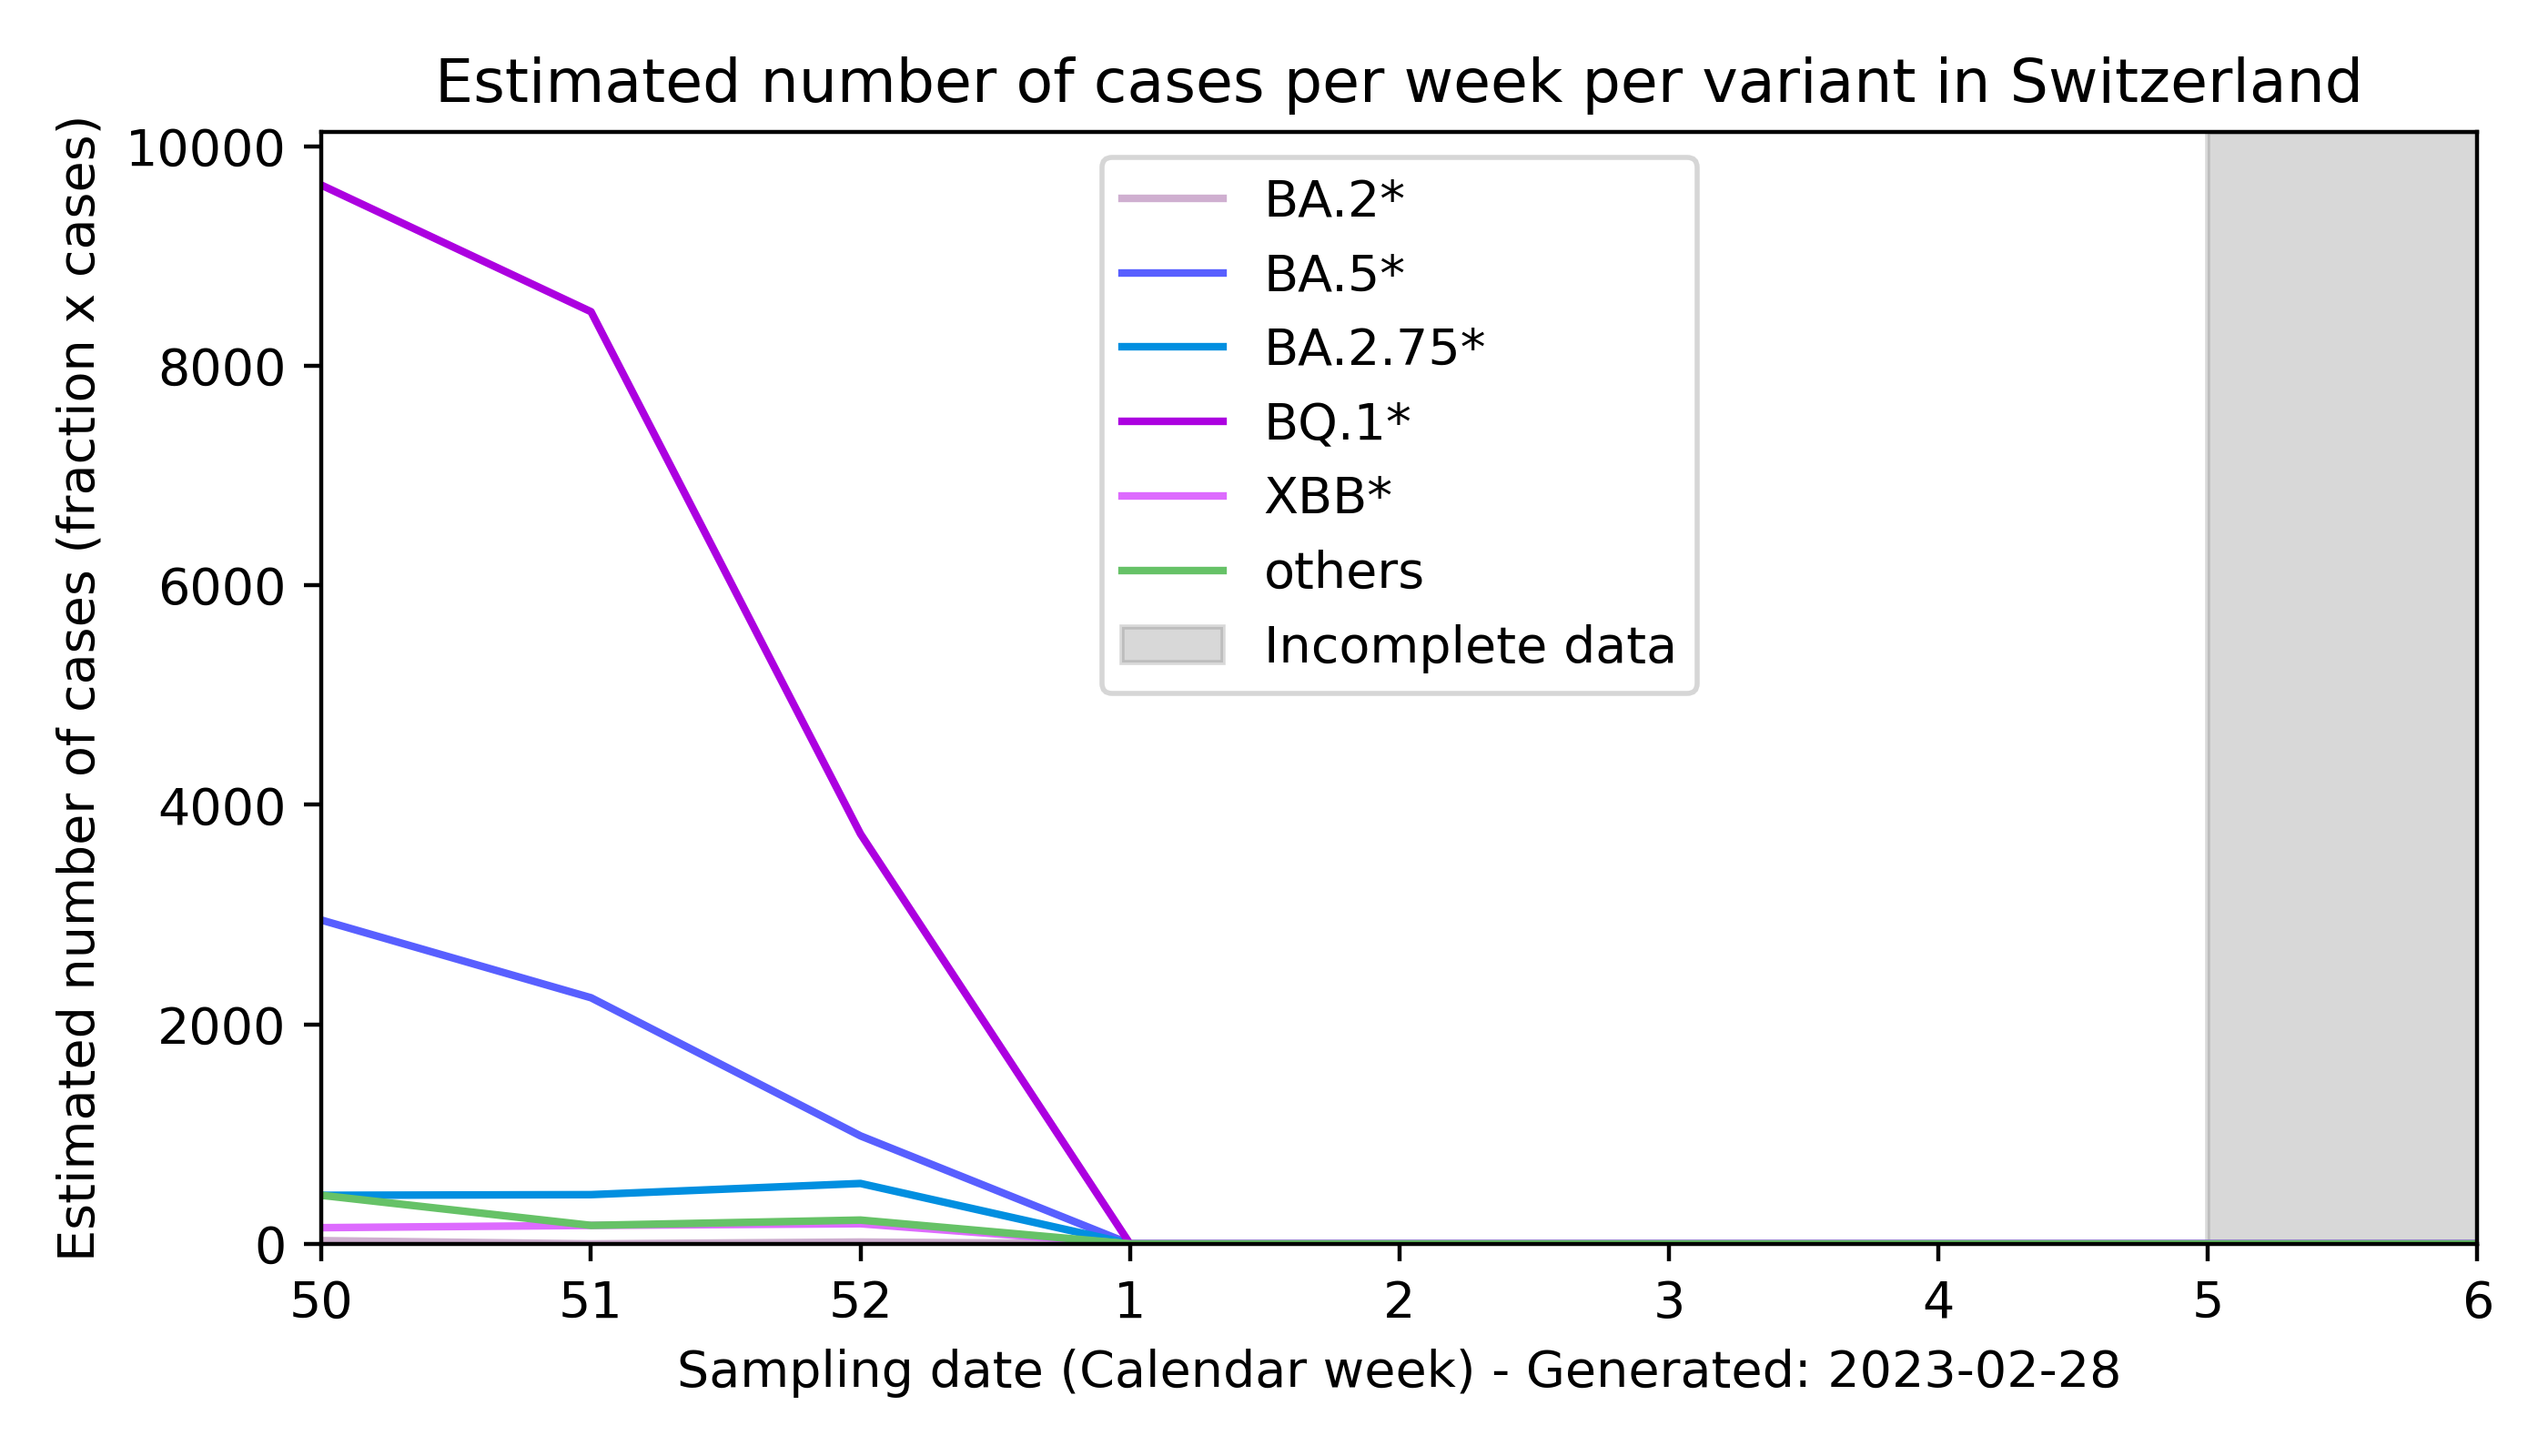 Estimated number of cases per week per variant in Switzerland
Estimated number of cases (fraction x cases)
10000
8000
6000
4000
2000
0
BA.2*
BA.5*
BA.2.75*
BQ.1*
XBB*
others
Incomplete data
50 51 52 1 2 3 4 5 6
Sampling date (Calendar week) - Generated: 2023-02-28